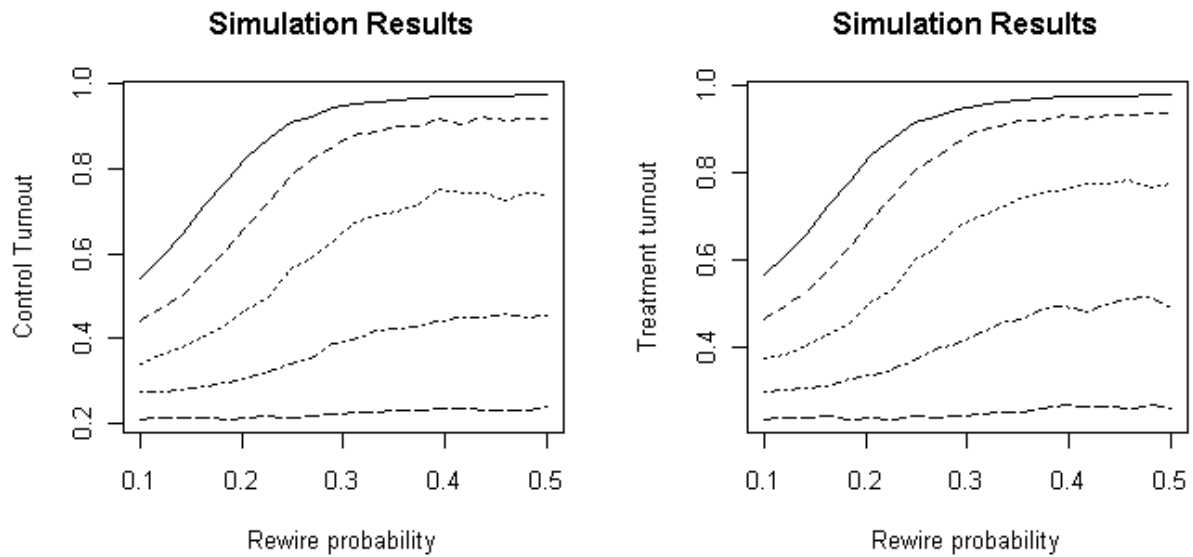 Simulation Results
Control Turnout
1.0
0.8
0.6
0.4
0.2
0.1 0.2 0.3 0.4 0.5
Rewire probability
Simulation Results
Treatment turnout
1.0
0.8
0.6
0.4
0.1 0.2 0.3 0.4 0.5
Rewire probability